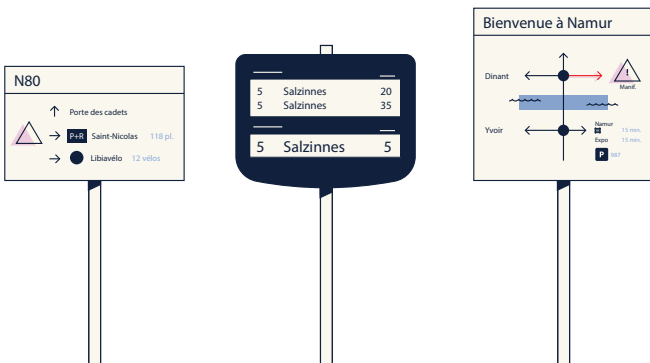 N80
Porte des cadets
P+R Saint-Nicolas 118 pl.
Libiavélo 12 vélos
5 Salzinnes 20
5 Salzinnes 35
5 Salzinnes 5
Bienvenue à Namur
Dinant
!
Manif.
Yvoir
Namur
15 min.
Expo 15 min.
P 887